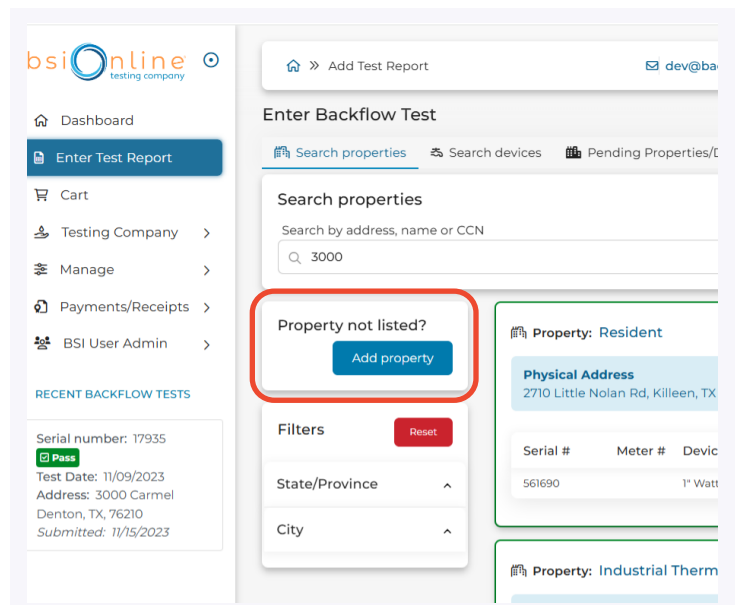 bsiOnline
testing company
Dashboard
Enter Test Report
Cart
Testing Company
Manage
Payments/Receipts
BSI User Admin
RECENT BACKFLOW TESTS
Serial number: 17935
Pass
Test Date: 11/09/2023
Address: 3000 Carmel
Denton, TX, 76210
Submitted: 11/15/2023
» Add Test Report
dev@ba
Enter Backflow Test
Search properties
Search devices
Pending Properties/D
Search properties
Search by address, name or CCN
3000
Property not listed?
Add property
Filters
Reset
State/Province
City
Property: Resident
Physical Address
2710 Little Nolan Rd, Killeen, TX
Serial # Meter # Devic
561690 1" Watt
Property: Industrial Therm